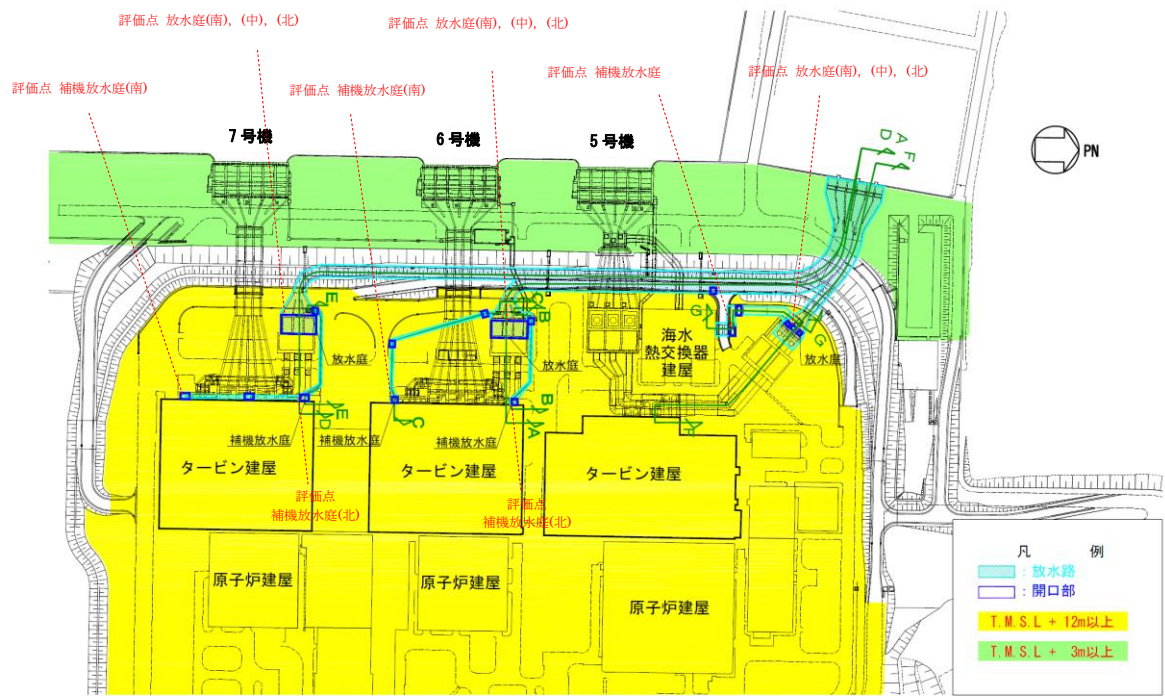 評価点 放水庭(南), (中), (北)
評価点 放水庭(南), (中), (北)
評価点 補機放水庭(南)
評価点 補機放水庭(南)
評価点 補機放水庭
評価点 放水庭(南), (中), (北)
7号機
6号機
5号機
PN
D
A
F
E
C
B
G
G
放水庭
放水庭
放水庭
海水
熱交換器
建屋
E
D
C
B
A
F
補機放水庭
補機放水庭
補機放水庭
タービン建屋
タービン建屋
タービン建屋
評価点
補機放水庭(北)
評価点
補機放水庭(北)
原子炉建屋
原子炉建屋
原子炉建屋
凡 例
：放水路
：開口部
T.M.S.L + 12m以上
T.M.S.L + 3m以上